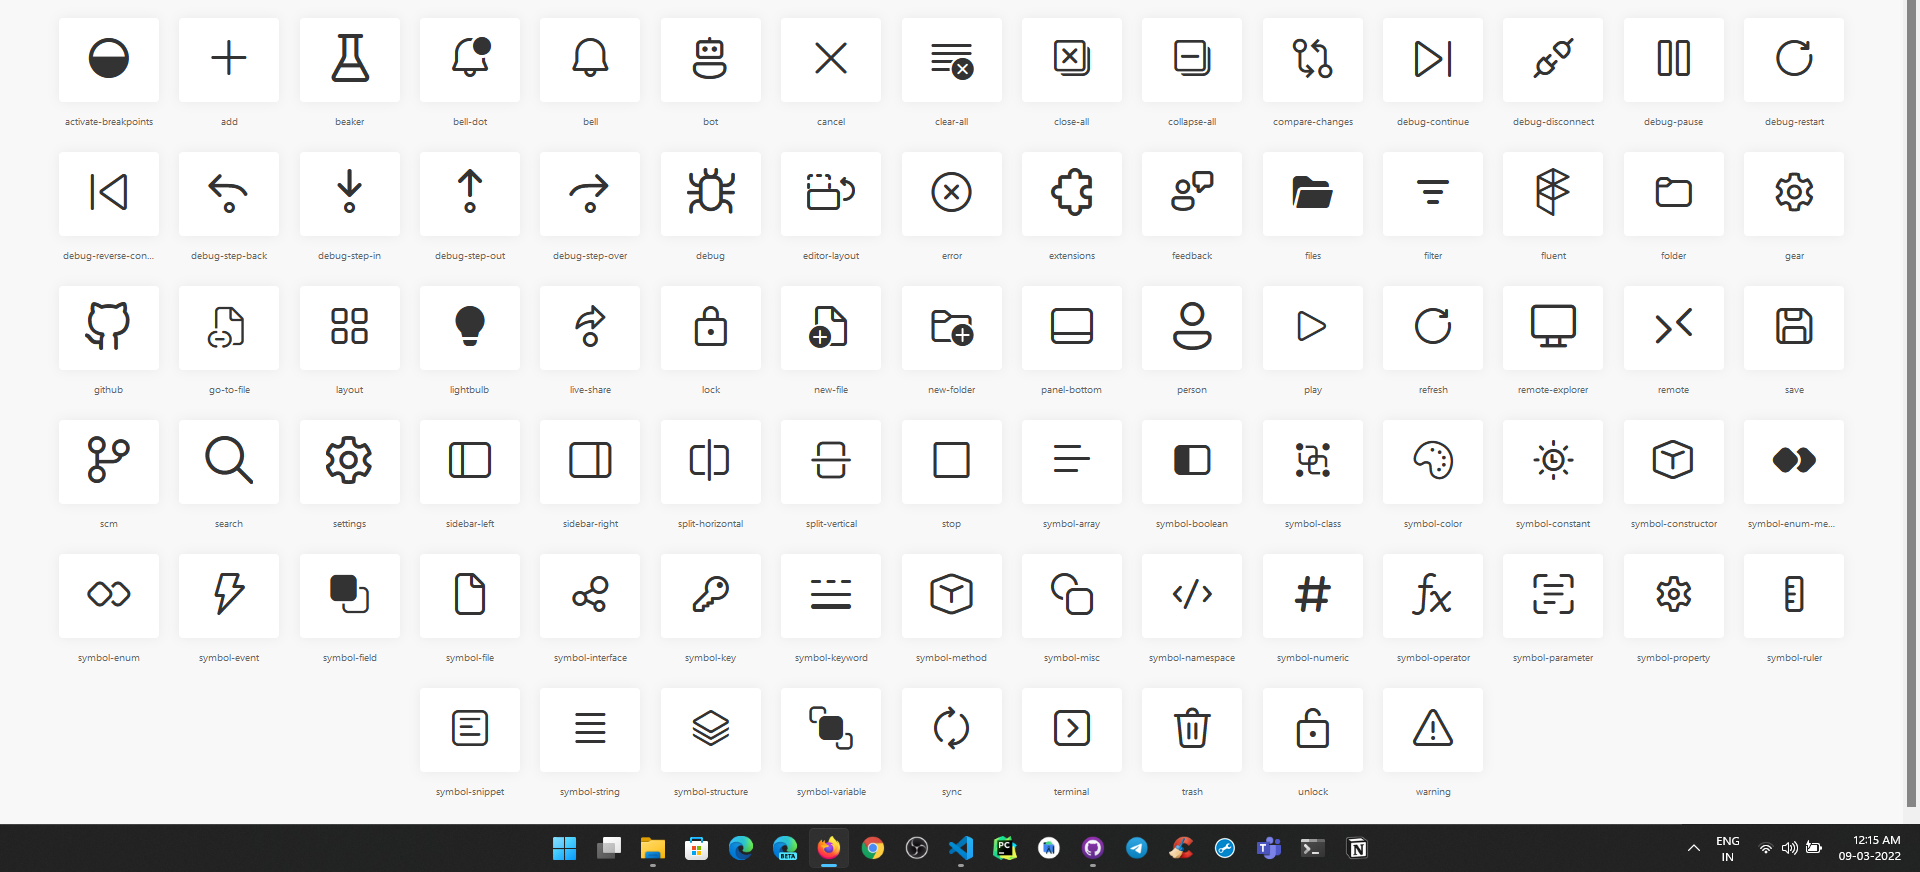 activate-breakpoints add beaker bell-dot bell bot cancel clear-all close-all collapse-all compare-changes debug-continue debug-disconnect debug-pause debug-restart
debug-reverse-con... debug-step-back debug-step-in debug-step-out debug-step-over debug editor-layout error extensions feedback files filter fluent folder gear
github go-to-file layout lightbulb live-share lock new-file new-folder panel-bottom person play refresh remote-explorer remote save
scm search settings sidebar-left sidebar-right split-horizontal split-vertical stop symbol-array symbol-boolean symbol-class symbol-color symbol-constant symbol-constructor symbol-enum-me...
symbol-enum symbol-event symbol-field symbol-file symbol-interface symbol-key symbol-keyword symbol-method symbol-misc symbol-namespace symbol-numeric symbol-operator symbol-parameter symbol-property symbol-ruler
symbol-snippet symbol-string symbol-structure symbol-variable sync terminal trash unlock warning
BETA
PC
ENG
IN
12:15 AM
09-03-2022